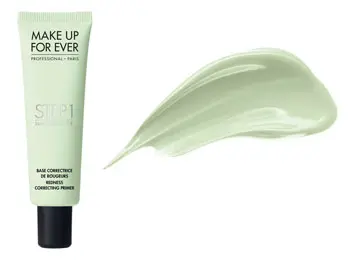 MAKE UP
FOR EVER
PROFESSIONAL - PARIS
STEP 1
BASE CORRECTRICE
DE ROUGEURS
REDNESS
CORRECTING PRIMER